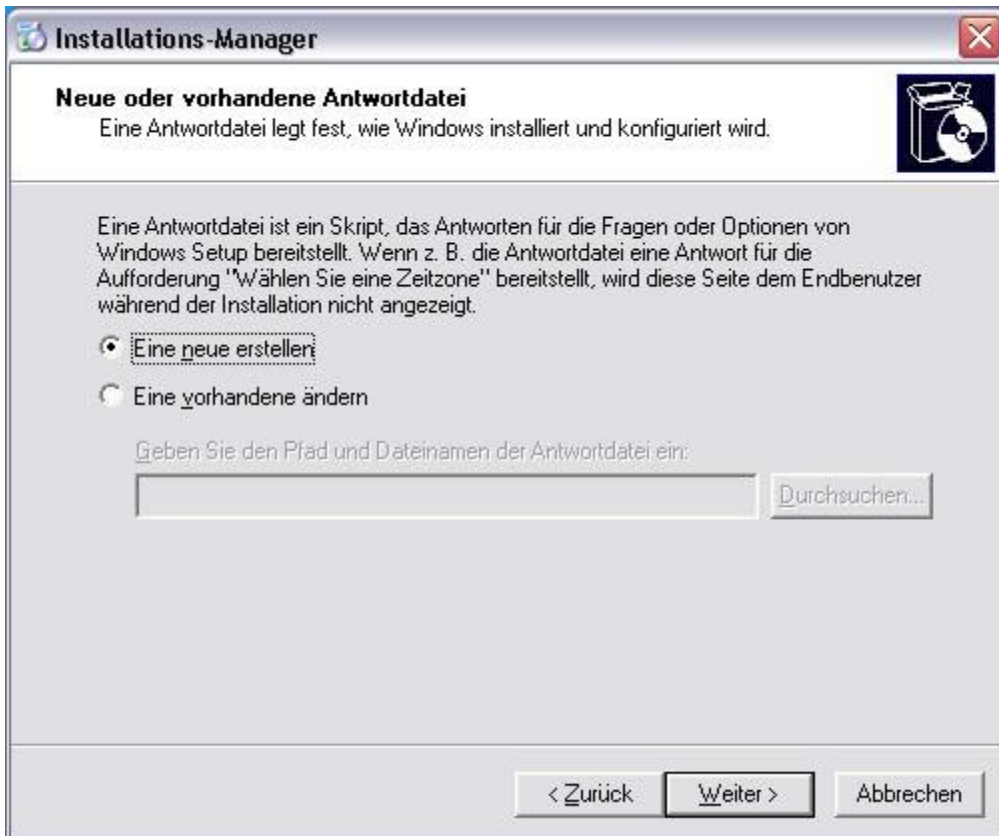 Installations-Manager
Neue oder vorhandene Antwortdatei
Eine Antwortdatei legt fest, wie Windows installiert und konfiguriert wird.
Eine Antwortdatei ist ein Skript, das Antworten für die Fragen oder Optionen von
Windows Setup bereitstellt. Wenn z. B. die Antwortdatei eine Antwort für die
Aufforderung "Wählen Sie eine Zeitzone" bereitstellt, wird diese Seite dem Endbenutzer
während der Installation nicht angezeigt.
Eine neue erstellen
Eine vorhandene ändern
Geben Sie den Pfad und Dateinamen der Antwortdatei ein:
Durchsuchen...
< Zurück Weiter > Abbrechen